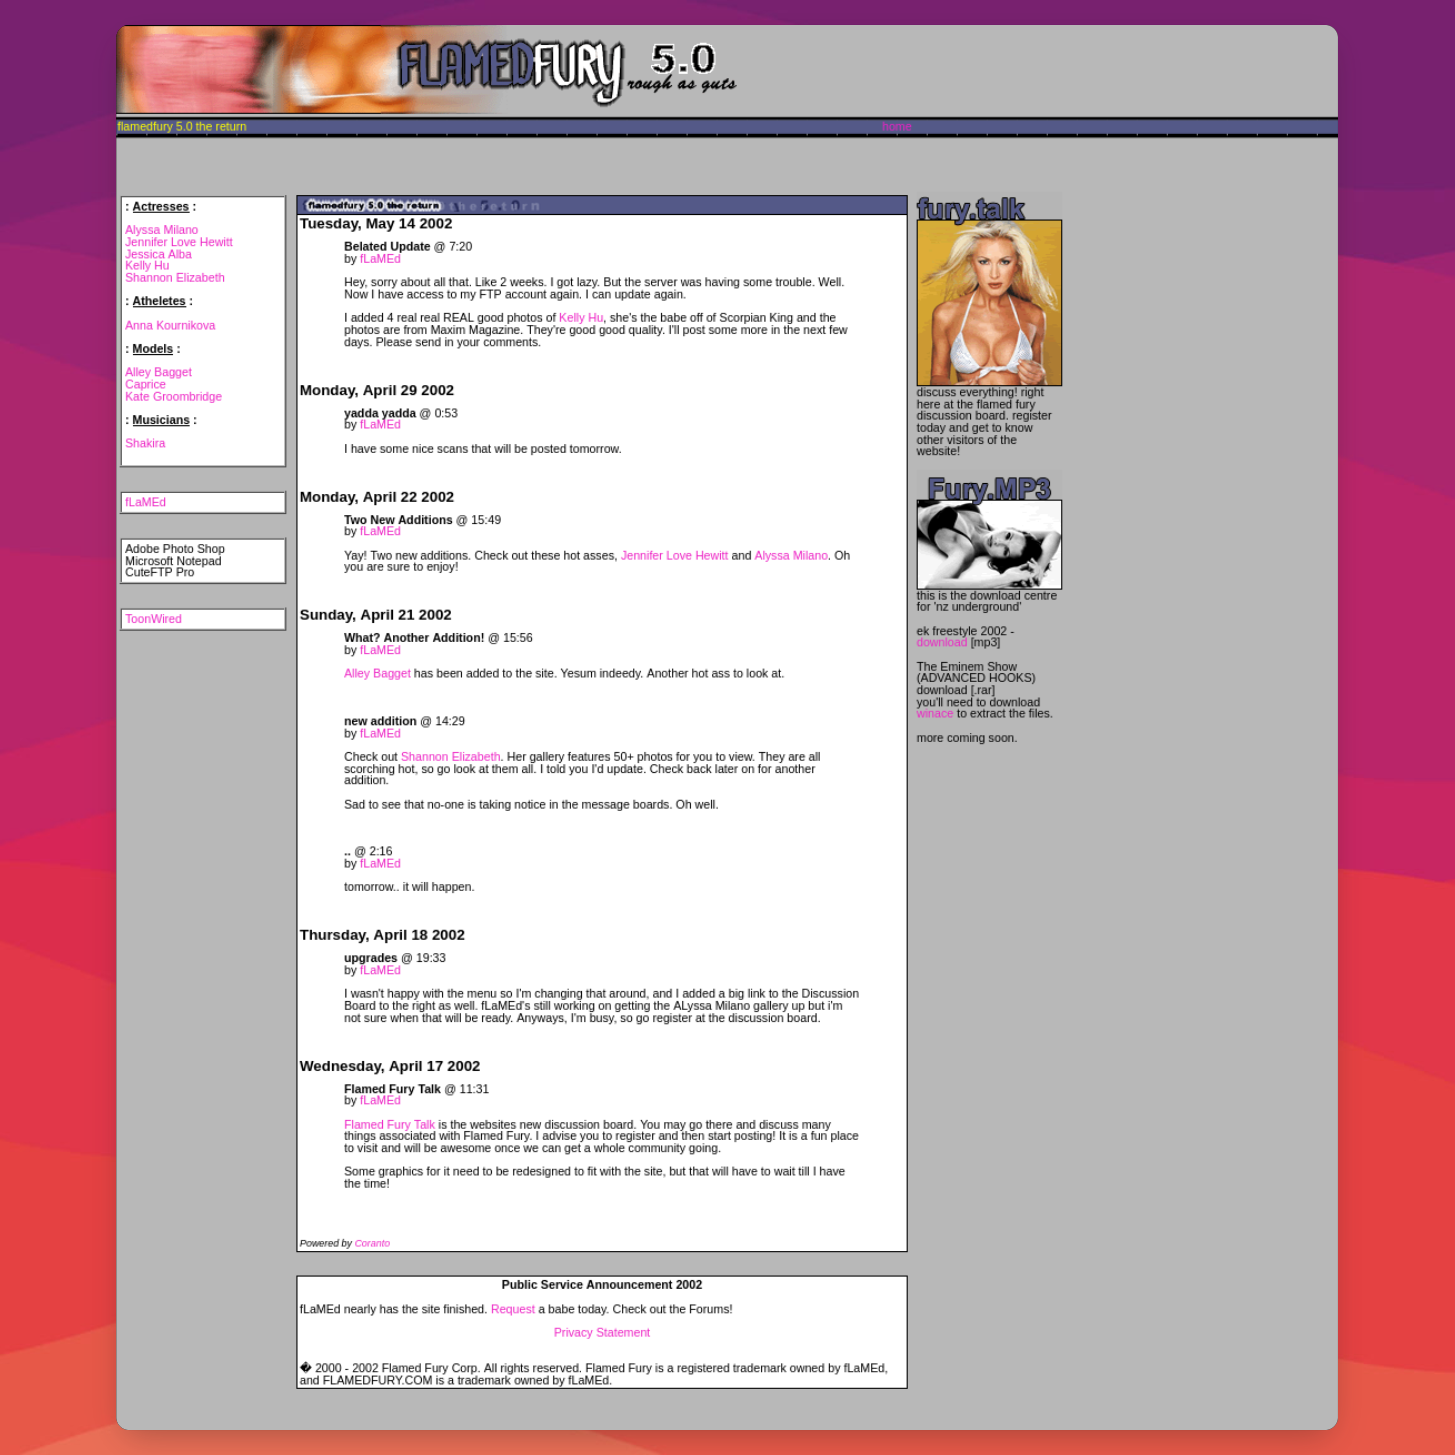 FLAMEDFURY 5.0
rough as guts
flamedfury 5.0 the return
home
: Actresses :
Alyssa Milano
Jennifer Love Hewitt
Jessica Alba
Kelly Hu
Shannon Elizabeth
: Atheletes :
Anna Kournikova
: Models :
Alley Bagget
Caprice
Kate Groombridge
: Musicians :
Shakira
fLaMEd
Adobe Photo Shop
Microsoft Notepad
CuteFTP Pro
ToonWired
flamedfury 5.0 the return
Tuesday, May 14 2002
Belated Update @ 7:20
by fLaMEd
Hey, sorry about all that. Like 2 weeks. I got lazy. But the server was having some trouble. Well.
Now I have access to my FTP account again. I can update again.
I added 4 real real REAL good photos of Kelly Hu, she's the babe off of Scorpian King and the
photos are from Maxim Magazine. They're good good quality. I'll post some more in the next few
days. Please send in your comments.
Monday, April 29 2002
yadda yadda @ 0:53
by fLaMEd
I have some nice scans that will be posted tomorrow.
Monday, April 22 2002
Two New Additions @ 15:49
by fLaMEd
Yay! Two new additions. Check out these hot asses, Jennifer Love Hewitt and Alyssa Milano. Oh
you are sure to enjoy!
Sunday, April 21 2002
What? Another Addition! @ 15:56
by fLaMEd
Alley Bagget has been added to the site. Yesum indeedy. Another hot ass to look at.
new addition @ 14:29
by fLaMEd
Check out Shannon Elizabeth. Her gallery features 50+ photos for you to view. They are all
scorching hot, so go look at them all. I told you I'd update. Check back later on for another
addition.
Sad to see that no-one is taking notice in the message boards. Oh well.
.. @ 2:16
by fLaMEd
tomorrow.. it will happen.
Thursday, April 18 2002
upgrades @ 19:33
by fLaMEd
I wasn't happy with the menu so I'm changing that around, and I added a big link to the Discussion
Board to the right as well. fLaMEd's still working on getting the ALyssa Milano gallery up but i'm
not sure when that will be ready. Anyways, I'm busy, so go register at the discussion board.
Wednesday, April 17 2002
Flamed Fury Talk @ 11:31
by fLaMEd
Flamed Fury Talk is the websites new discussion board. You may go there and discuss many
things associated with Flamed Fury. I advise you to register and then start posting! It is a fun place
to visit and will be awesome once we can get a whole community going.
Some graphics for it need to be redesigned to fit with the site, but that will have to wait till I have
the time!
Powered by Coranto
Public Service Announcement 2002
fLaMEd nearly has the site finished. Request a babe today. Check out the Forums!
Privacy Statement
� 2000 - 2002 Flamed Fury Corp. All rights reserved. Flamed Fury is a registered trademark owned by fLaMEd,
and FLAMEDFURY.COM is a trademark owned by fLaMEd.
fury.talk
discuss everything! right
here at the flamed fury
discussion board. register
today and get to know
other visitors of the
website!
Fury.MP3
this is the download centre
for 'nz underground'
ek freestyle 2002 -
download [mp3]
The Eminem Show
(ADVANCED HOOKS)
download [.rar]
you'll need to download
winace to extract the files.
more coming soon.